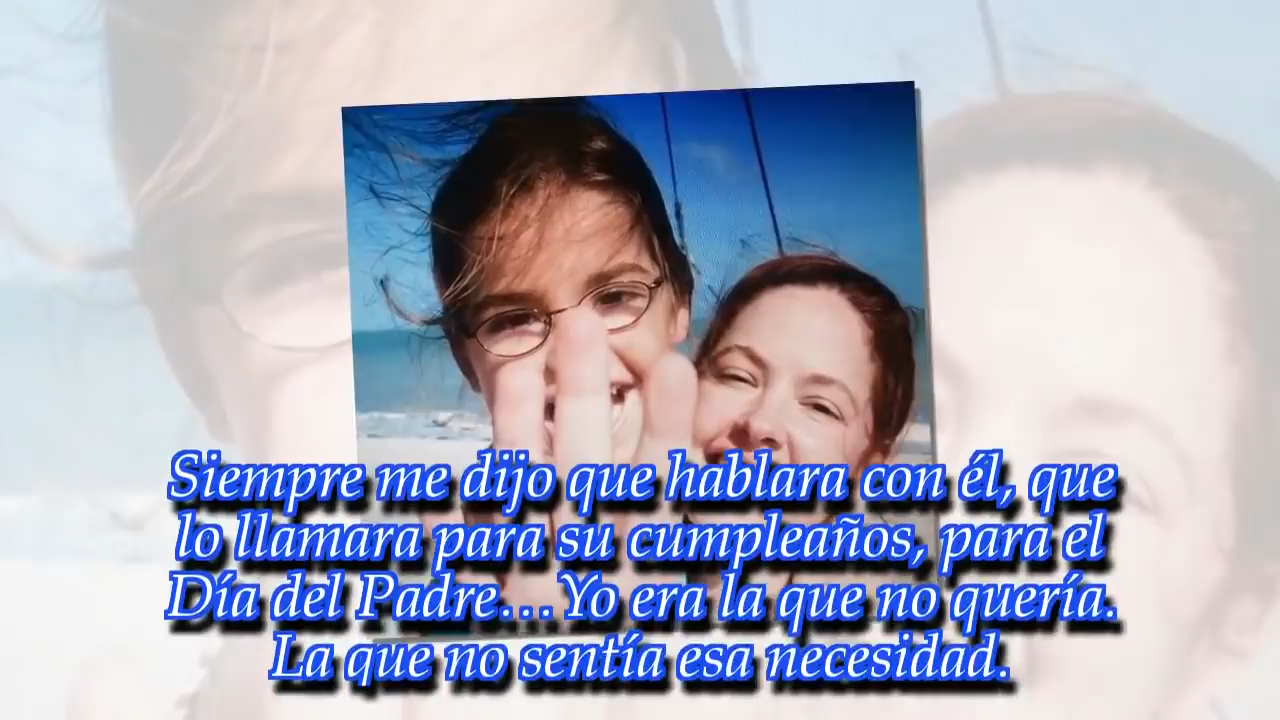 Siempre me dijo que hablara con él, que
lo llamara para su cumpleaños, para el
Día del Padre…Yo era la que no quería.
La que no sentía esa necesidad.